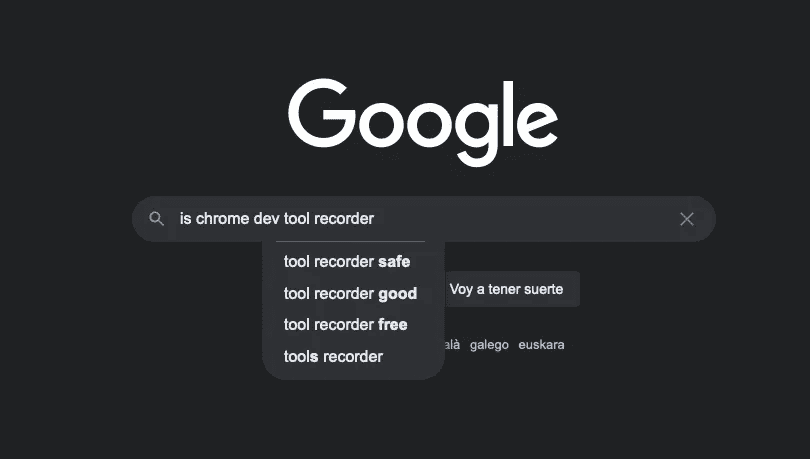 Google
is chrome dev tool recorder
tool recorder safe
tool recorder good
Voy a tener suerte
tool recorder free
tools recorder
galego euskara